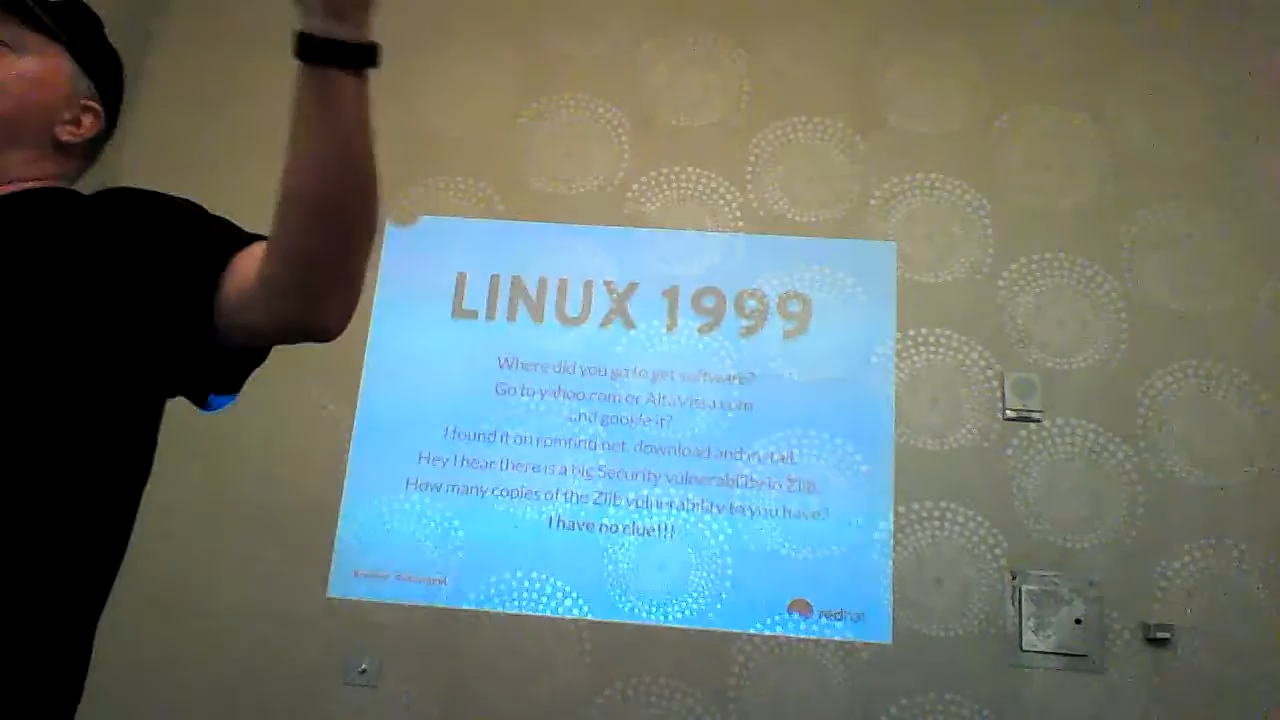 LINUX 1999
Where did you go to get software?
Go to yahoo.com or AltaVista.com
and google it?
I found it on rpmfind.net, download and install.
Hey I hear there is a big Security vulnerability in Zlib.
How many copies of the Zlib vulnerability to you have?
I have no clue!!!
redhat